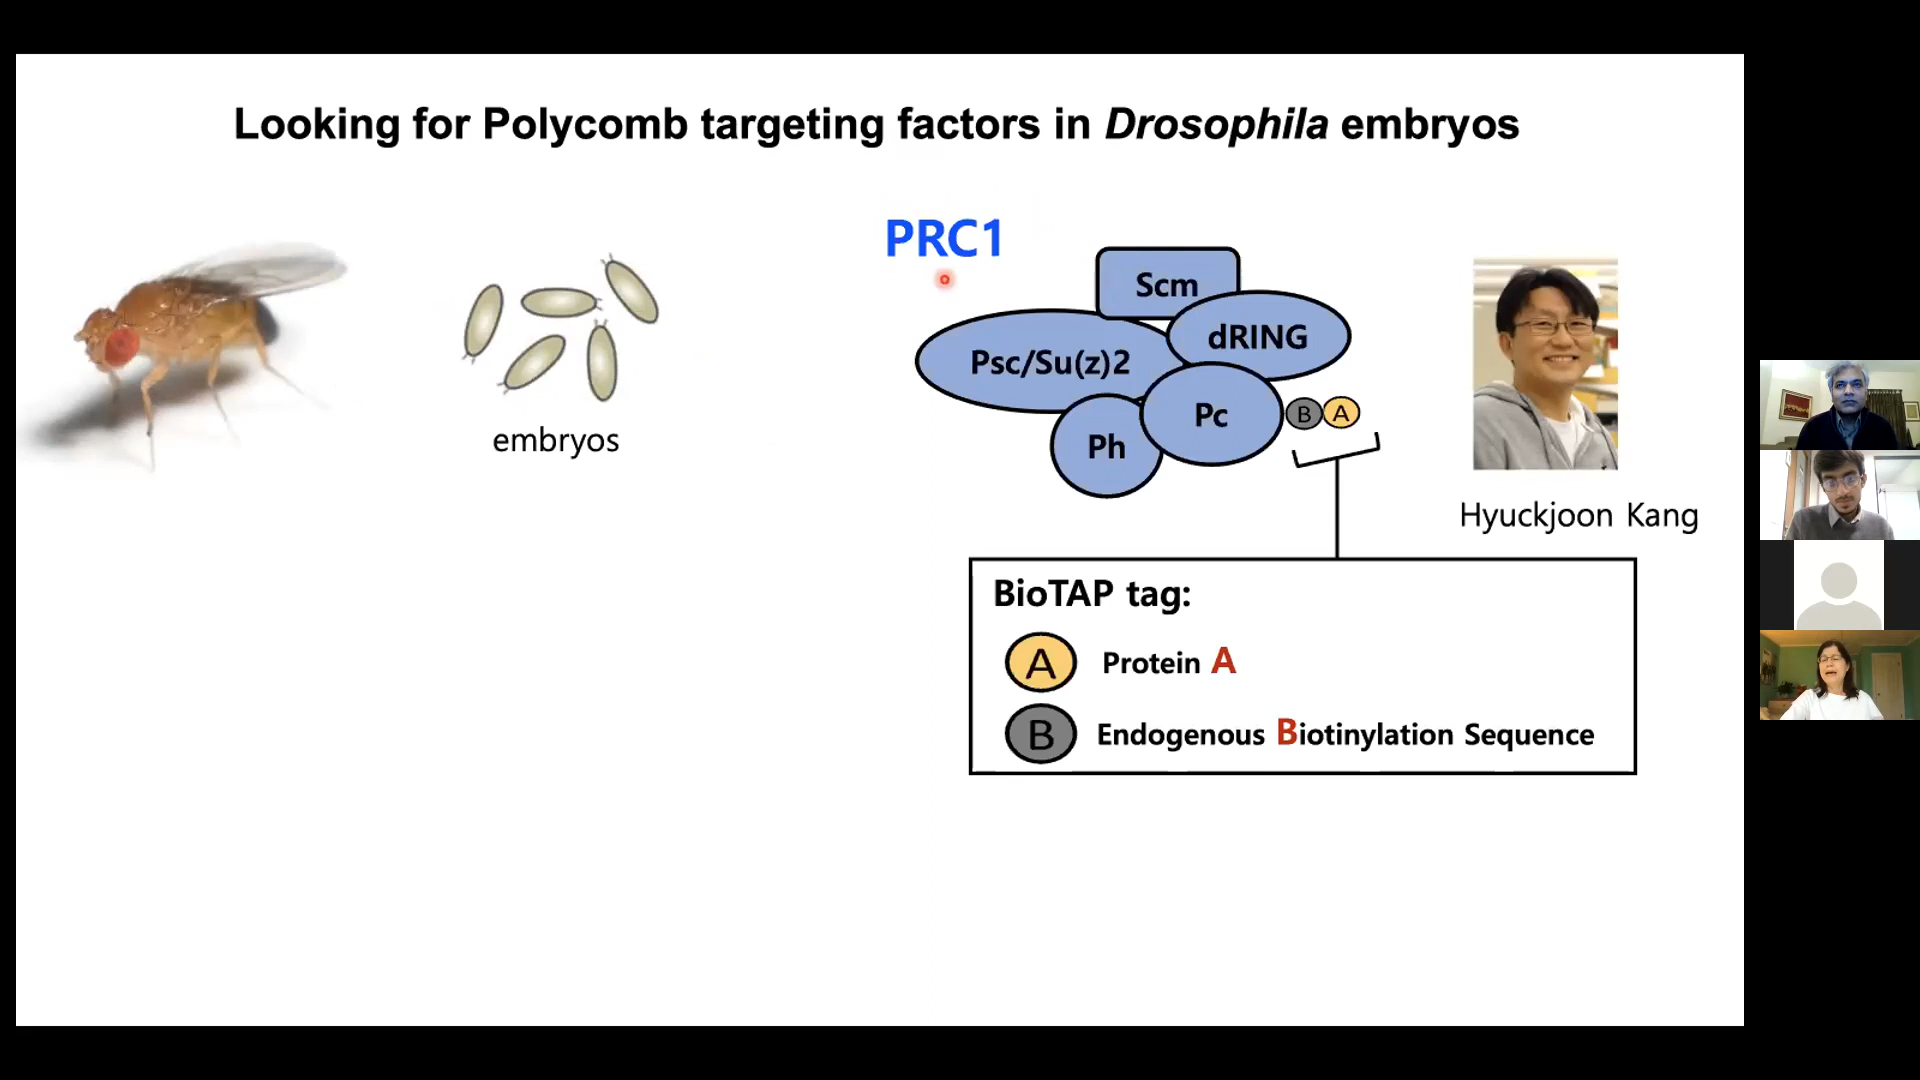 Looking for Polycomb targeting factors in Drosophila embryos
PRC1
Scm
dRING
Psc/Su(z)2
Pc
B
A
Ph
embryos
Hyuckjoon Kang
BioTAP tag:
A Protein A
B Endogenous Biotinylation Sequence